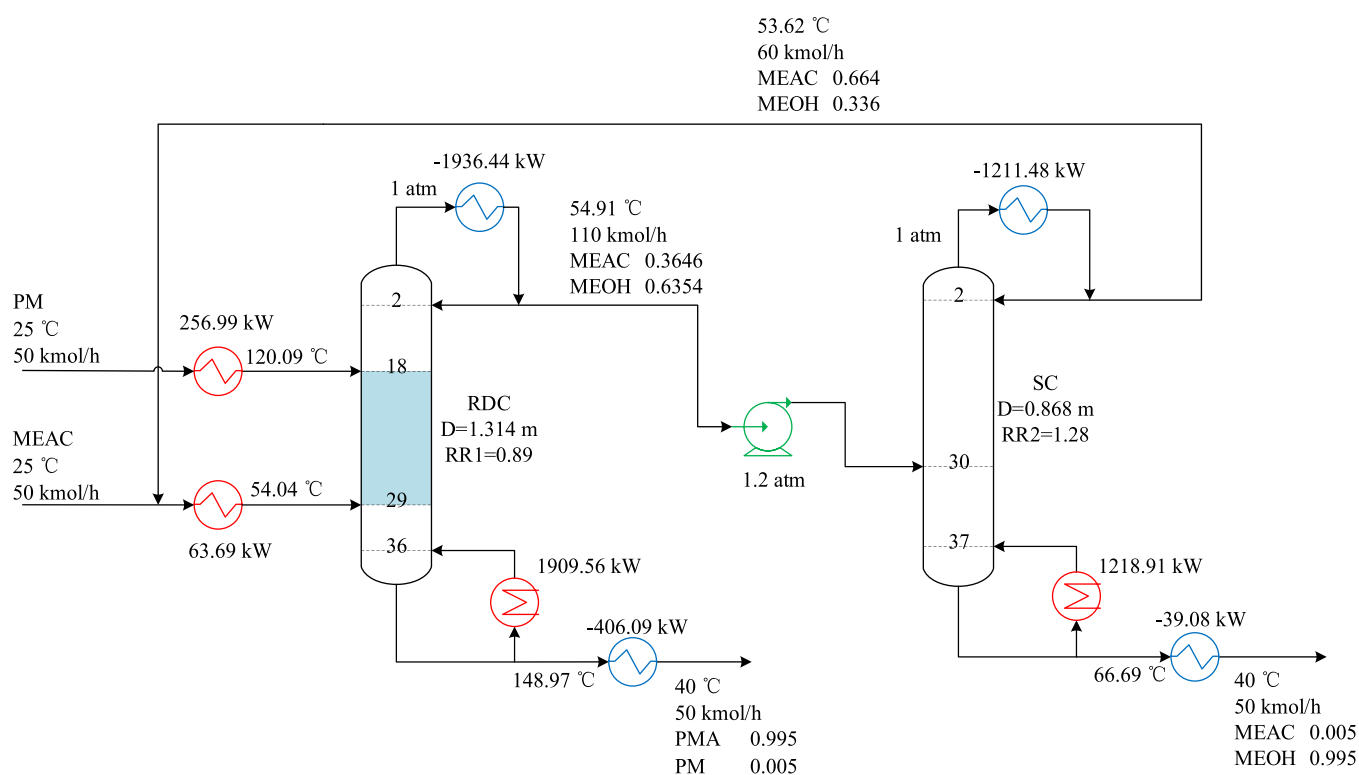 53.62 ℃
60 kmol/h
MEAC 0.664
MEOH 0.336
-1936.44 kW
1 atm
54.91 ℃
110 kmol/h
MEAC 0.3646
MEOH 0.6354
-1211.48 kW
1 atm
PM
25 ℃
50 kmol/h
256.99 kW
120.09 ℃
MEAC
25 ℃
50 kmol/h
54.04 ℃
63.69 kW
2
18
29
36
RDC
D=1.314 m
RR1=0.89
1.2 atm
2
30
37
SC
D=0.868 m
RR2=1.28
1909.56 kW
-406.09 kW
148.97 ℃
40 ℃
50 kmol/h
PMA 0.995
PM 0.005
1218.91 kW
-39.08 kW
66.69 ℃
40 ℃
50 kmol/h
MEAC 0.005
MEOH 0.995